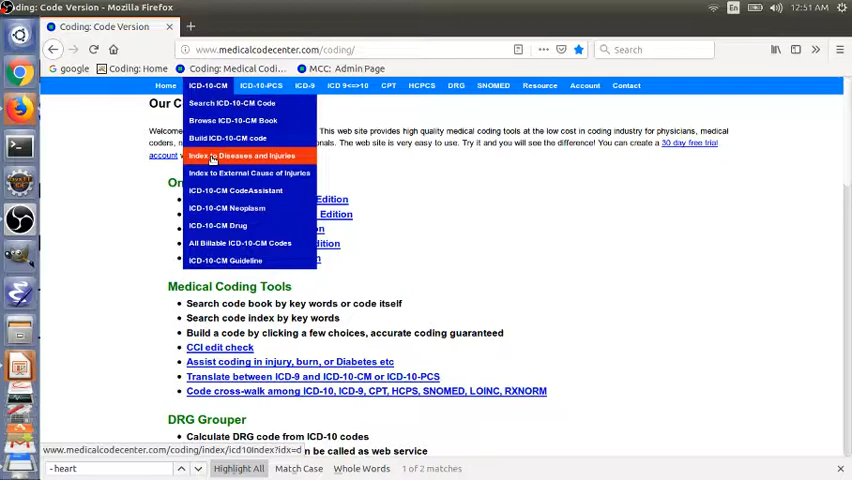 oding: Code Version - Mozilla Firefox
En
12:51 AM
Coding: Code Version
www.medicalcodecenter.com/coding/
Search
google
Coding: Home
Coding: Medical Codi...
MCC: Admin Page
Home
ICD-10-CM
ICD-10-PCS
ICD-9
ICD 9<=>10
CPT
HCPCS
DRG
SNOMED
Resource
Account
Contact
Search ICD-10-CM Code
Browse ICD-10-CM Book
Build ICD-10-CM code
Index to Diseases and Injuries
Index to External Cause of Injuries
ICD-10-CM CodeAssistant
ICD-10-CM Neoplasm
ICD-10-CM Drug
All Billable ICD-10-CM Codes
ICD-10-CM Guideline
Our C
Welcome
This web site provides high quality medical coding tools at the low cost in coding industry for physicians, medical
coders, n
nals. The web site is very easy to use. Try it and you will see the difference! You can create a 30 day free trial
account w
On
Edition
Edition
on
dition
Medical Coding Tools
• Search code book by key words or code itself
• Search code index by key words
• Build a code by clicking a few choices, accurate coding guaranteed
• CCI edit check
• Assist coding in injury, burn, or Diabetes etc
• Translate between ICD-9 and ICD-10-CM or ICD-10-PCS
• Code cross-walk among ICD-10, ICD-9, CPT, HCPS, SNOMED, LOINC, RXNORM
DRG Grouper
• Calculate DRG code from ICD-10 codes
n be called as web service
www.medicalcodecenter.com/coding/index/icd10Index?idx=d
-heart
Highlight All
Match Case
Whole Words
1 of 2 matches